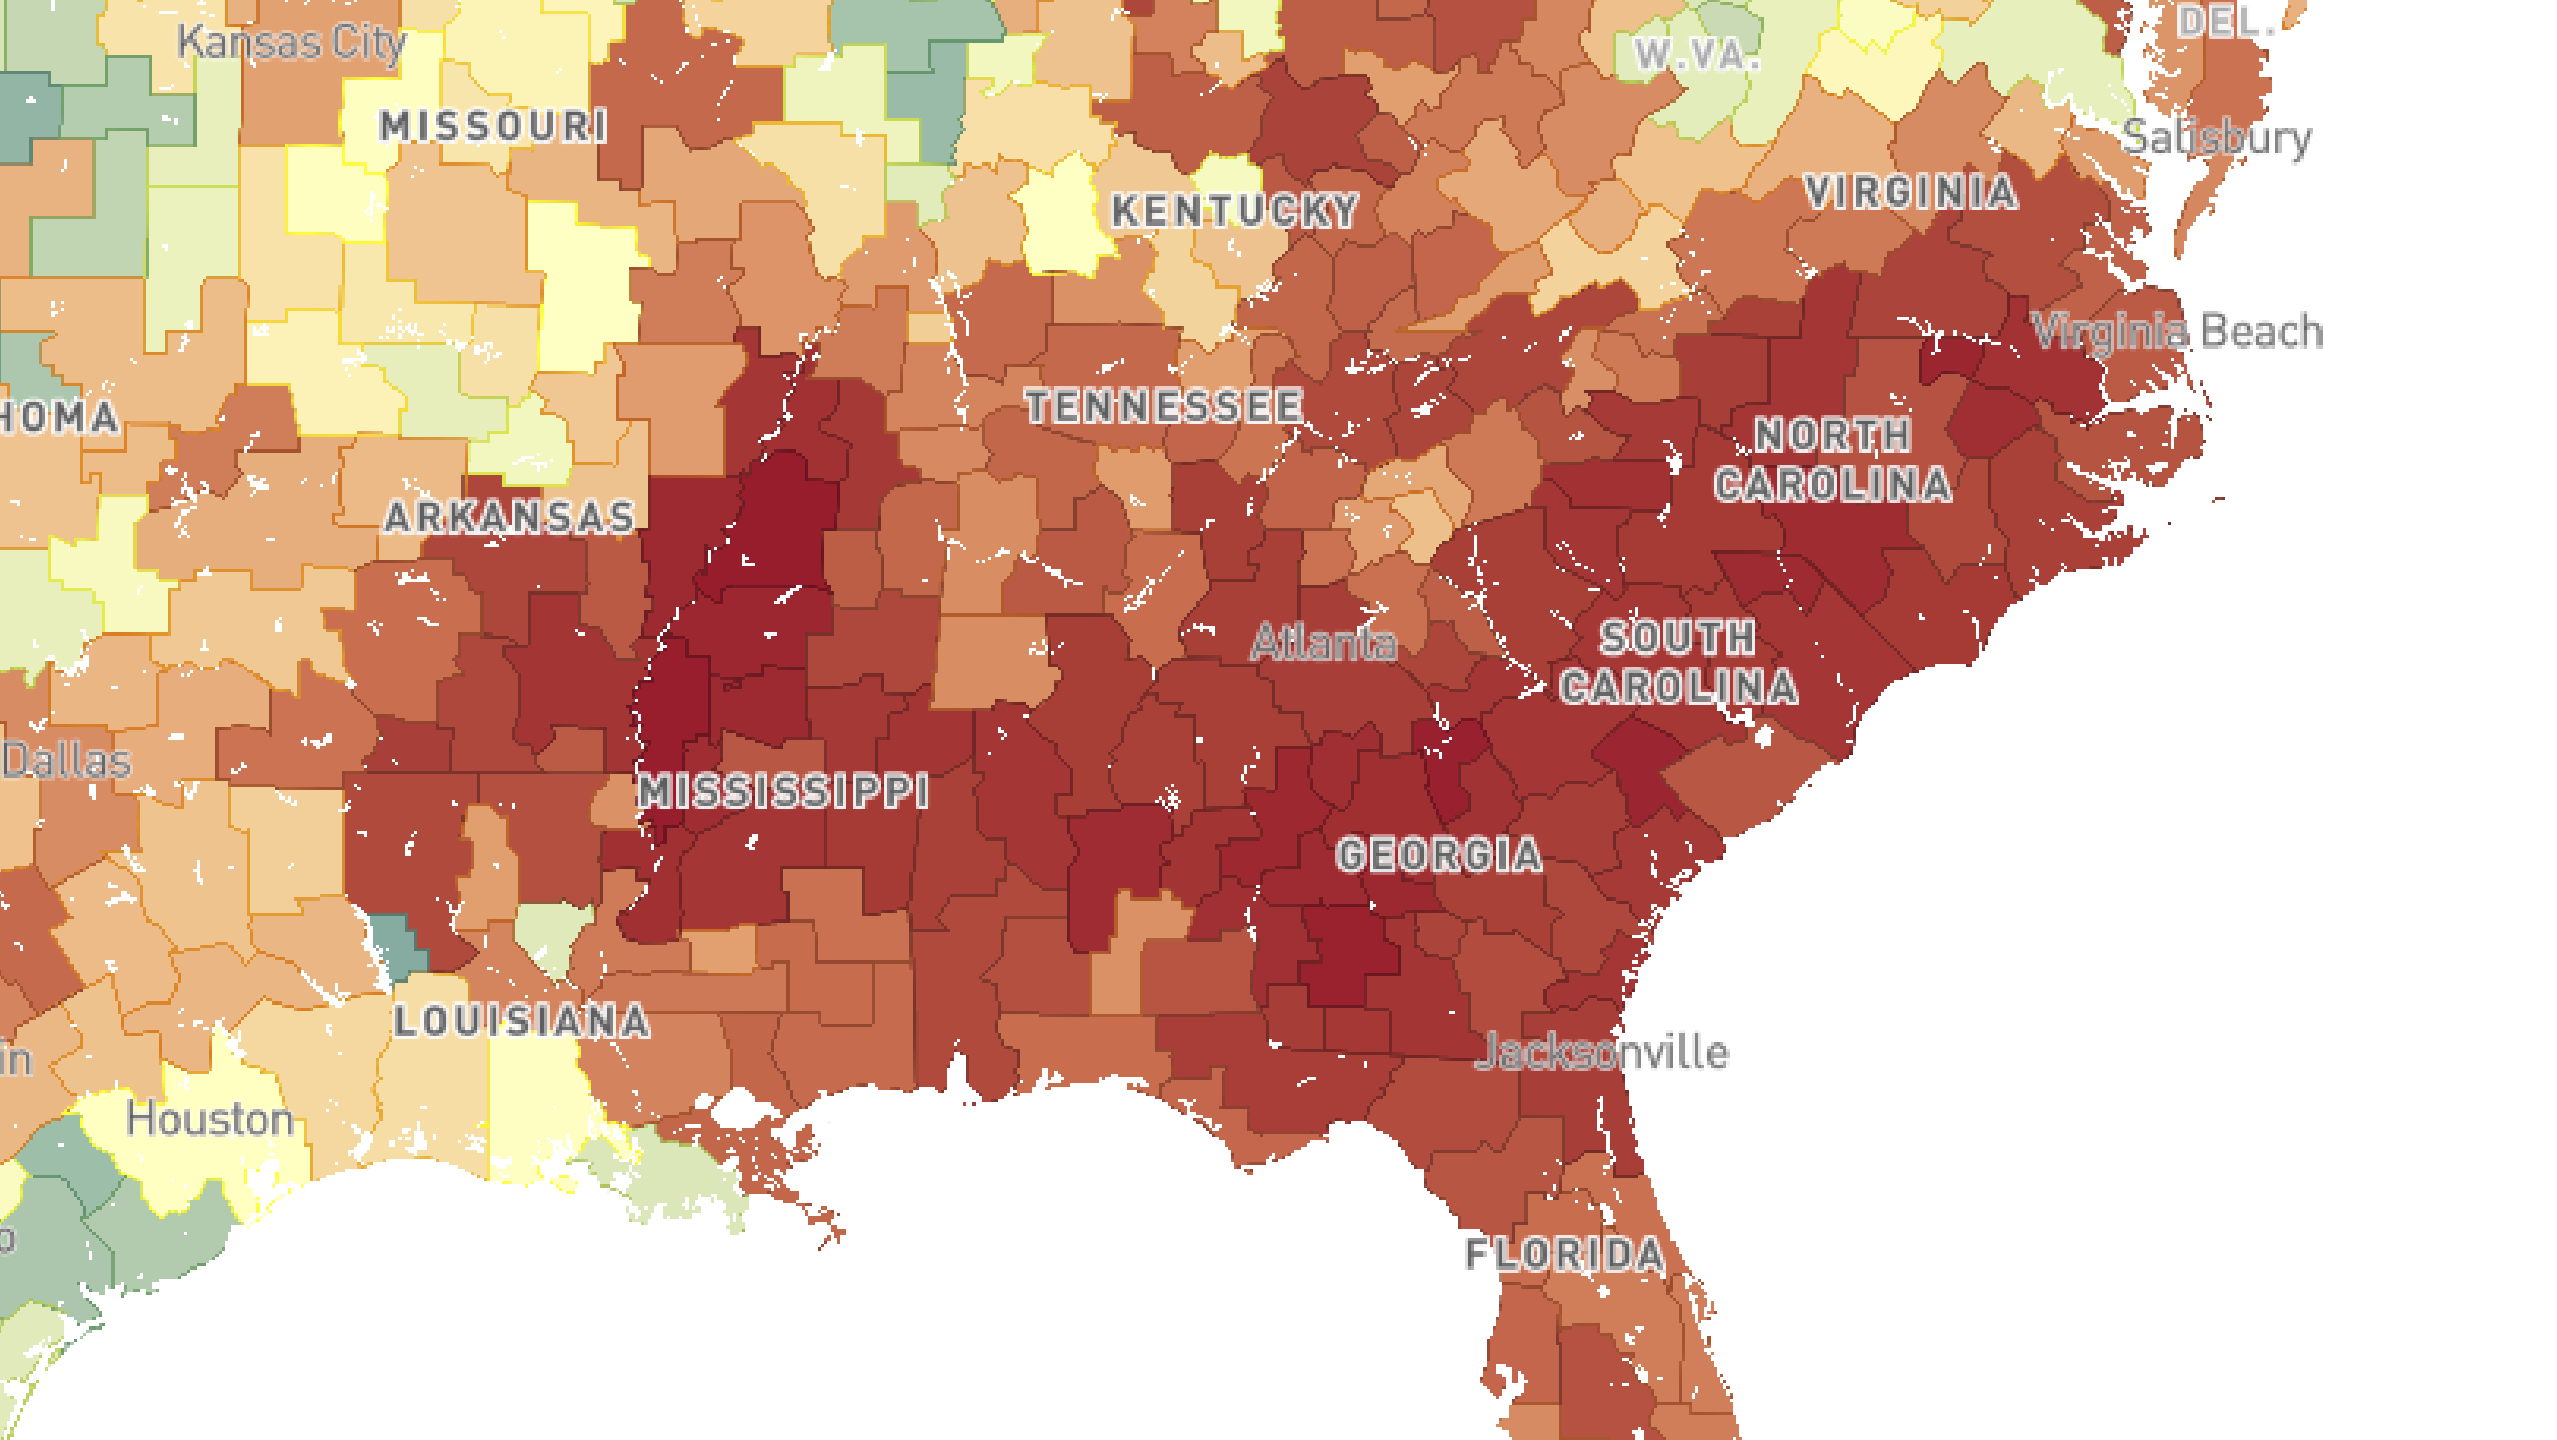 DEL.
Kansas City
W.VA.
MISSOURI
Salisbury
VIRGINIA
KENTUCKY
Virginia Beach
TENNESSEE
HOMA
NORTH
CAROLINA
ARKANSAS
Atlanta
SOUTH
CAROLINA
Dallas
MISSISSIPPI
GEORGIA
LOUISIANA
Jacksonville
in
Houston
o
FLORIDA